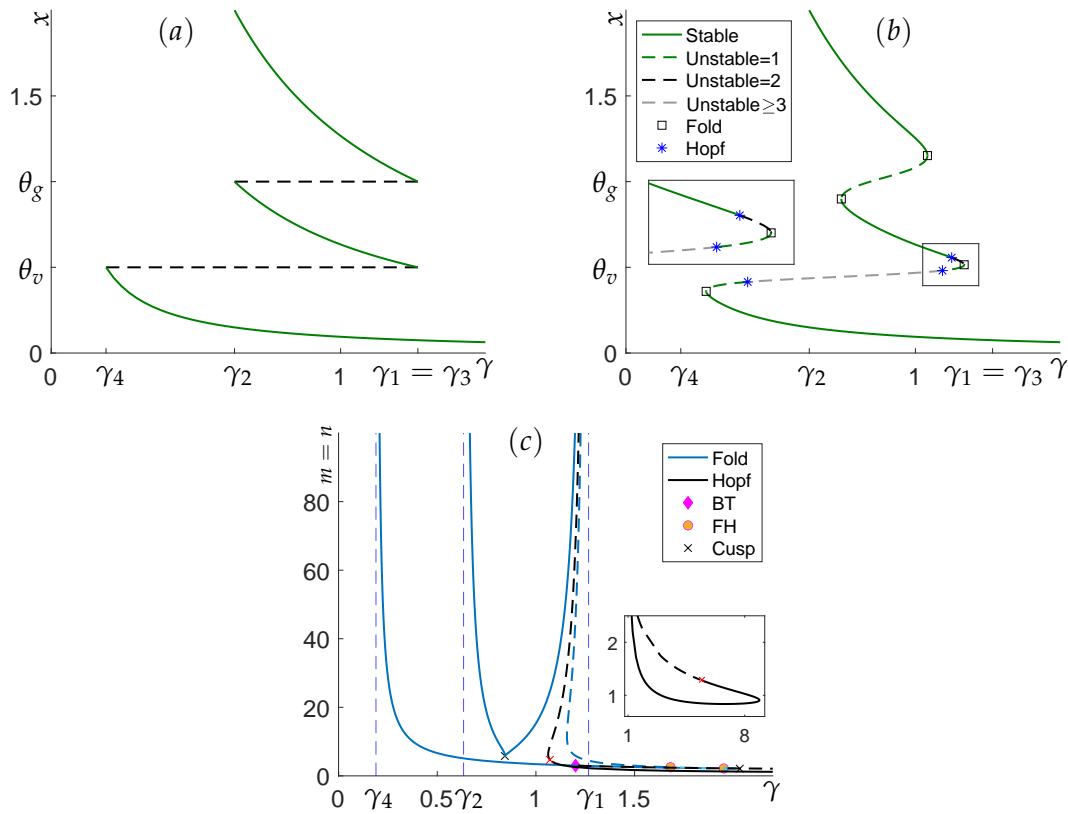 x
(a)
1.5
θg
θv
0
0
γ4
γ2
1
γ1 = γ3
γ
x
(b)
Stable
Unstable=1
Unstable=2
Unstable≥3
Fold
Hopf
1.5
θg
θv
0
0
γ4
γ2
1
γ1 = γ3
γ
m = n
(c)
Fold
Hopf
BT
FH
Cusp
80
60
40
20
0
2
1
1
8
0
γ4
0.5
γ2
1
γ1
1.5
γ